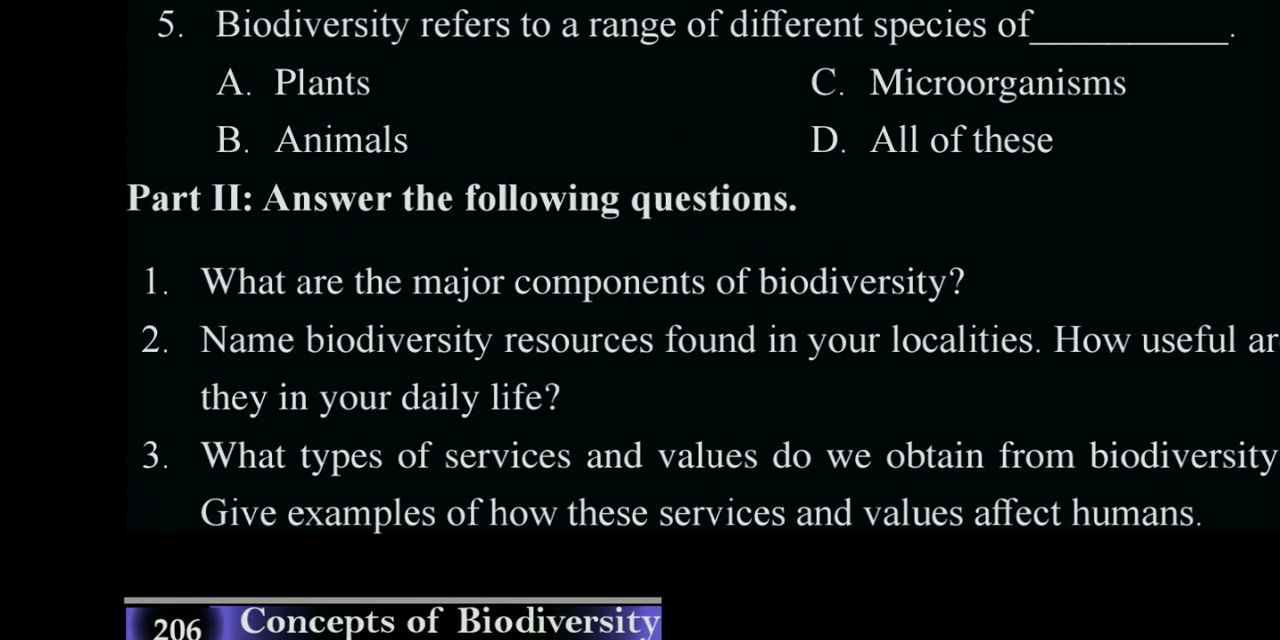 5. Biodiversity refers to a range of different species of__________.
A. Plants
C. Microorganisms
B. Animals
D. All of these
Part II: Answer the following questions.
1. What are the major components of biodiversity?
2. Name biodiversity resources found in your localities. How useful ar
they in your daily life?
3. What types of services and values do we obtain from biodiversity
Give examples of how these services and values affect humans.
206 Concepts of Biodiversity